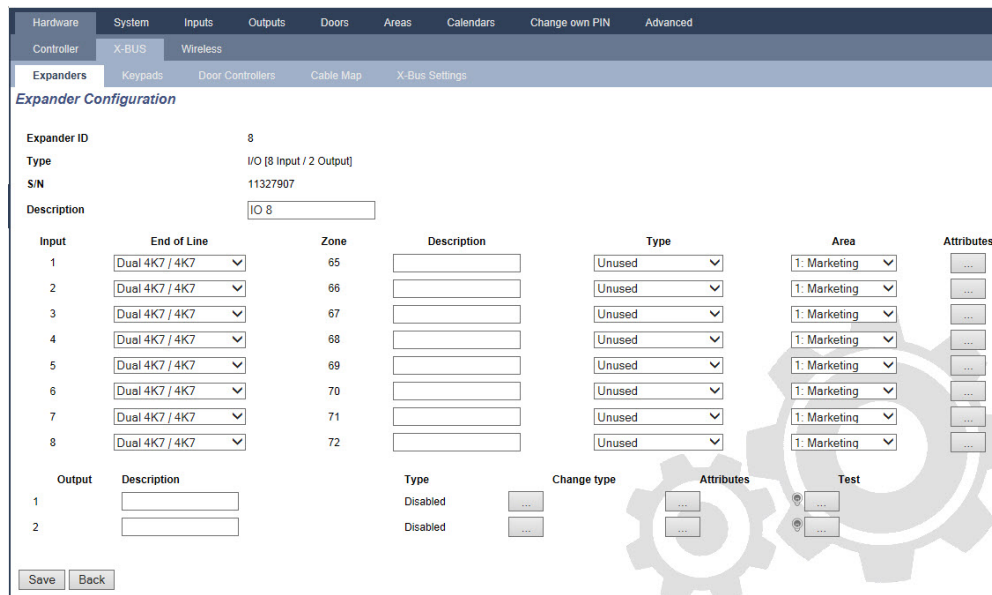 Hardware System Inputs Outputs Doors Areas Calendars Change own PIN Advanced
Controller X-BUS Wireless
Expanders Keypads Door Controllers Cable Map X-Bus Settings
Expander Configuration
Expander ID 8
Type I/O [8 Input / 2 Output]
S/N 11327907
Description IO 8
Input End of Line Zone Description Type Area Attributes
1 Dual 4K7 / 4K7 65 Unused 1: Marketing ...
2 Dual 4K7 / 4K7 66 Unused 1: Marketing ...
3 Dual 4K7 / 4K7 67 Unused 1: Marketing ...
4 Dual 4K7 / 4K7 68 Unused 1: Marketing ...
5 Dual 4K7 / 4K7 69 Unused 1: Marketing ...
6 Dual 4K7 / 4K7 70 Unused 1: Marketing ...
7 Dual 4K7 / 4K7 71 Unused 1: Marketing ...
8 Dual 4K7 / 4K7 72 Unused 1: Marketing ...
Output Description Type Change type Attributes Test
1 Disabled ... ... ...
2 Disabled ... ... ...
Save Back